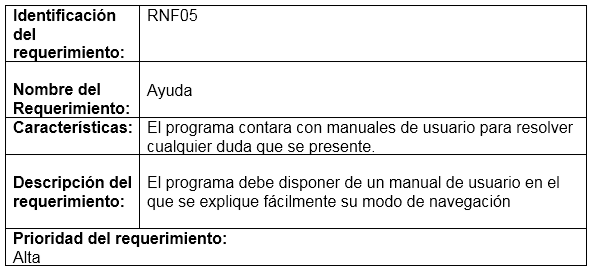 Identificación
del
requerimiento:
RNF05
Nombre del
Requerimiento:
Ayuda
Características:
El programa contara con manuales de usuario para resolver
cualquier duda que se presente.
Descripción del
requerimiento:
El programa debe disponer de un manual de usuario en el
que se explique fácilmente su modo de navegación
Prioridad del requerimiento:
Alta